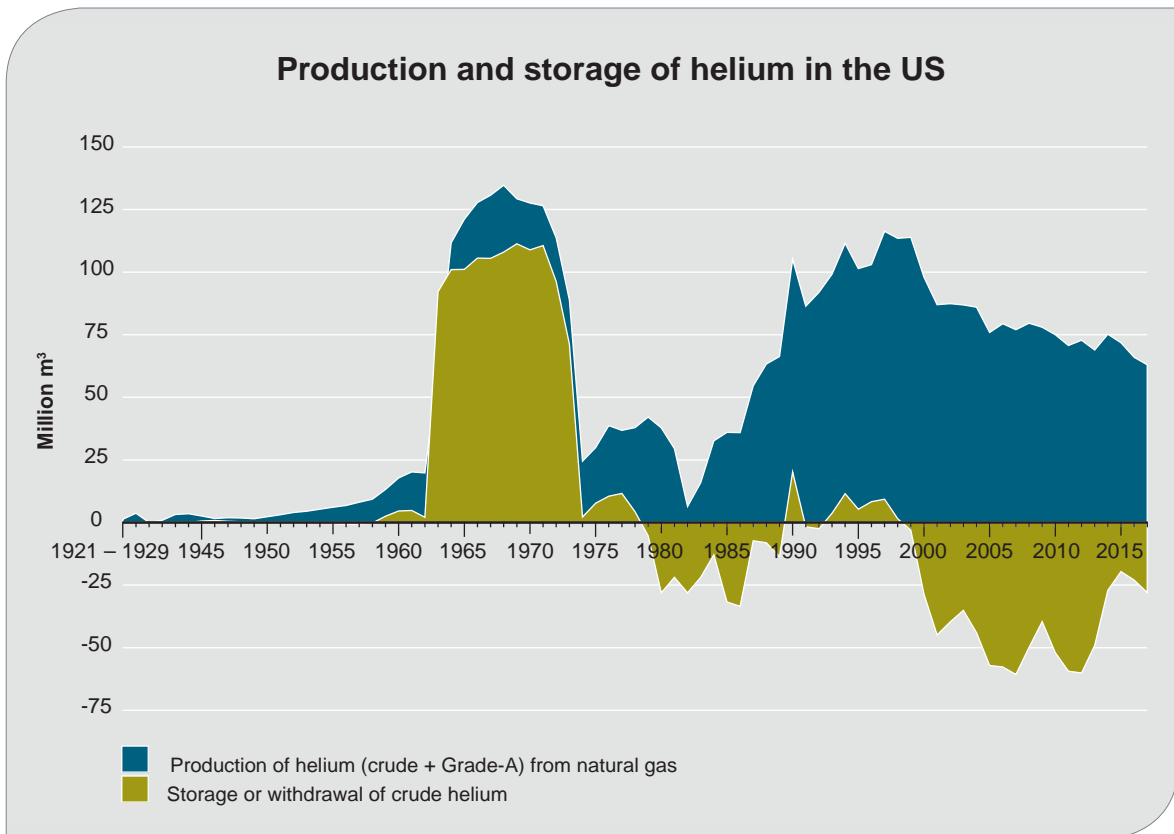 Production and storage of helium in the US
Million m³
150
125
100
75
50
25
0
1921 – 1929 1945 1950 1955 1960 1965 1970 1975 1980 1985 1990 1995 2000 2005 2010 2015
-25
-50
-75
Production of helium (crude + Grade-A) from natural gas
Storage or withdrawal of crude helium